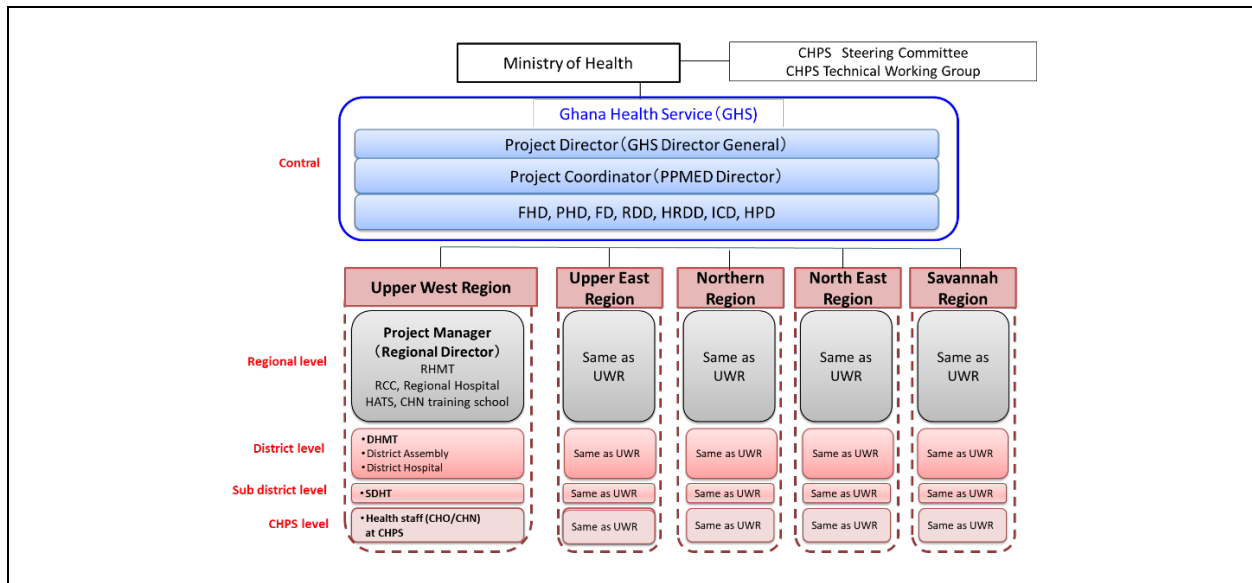 Ministry of Health
CHPS Steering Committee
CHPS Technical Working Group
Ghana Health Service(GHS)
Contral
Project Director(GHS Director General)
Project Coordinator(PPMED Director)
FHD, PHD, FD, RDD, HRDD, ICD, HPD
Upper West Region
Upper East
Region
Northern
Region
North East
Region
Savannah
Region
Regional level
Project Manager
(Regional Director)
RHMT
RCC, Regional Hospital
HATS, CHN training school
Same as
UWR
Same as
UWR
Same as
UWR
Same as
UWR
District level
・DHMT
・District Assembly
・District Hospital
Same as UWR
Same as UWR
Same as UWR
Same as UWR
Sub district level
・SDHT
Same as UWR
Same as UWR
Same as UWR
Same as UWR
CHPS level
・Health staff (CHO/CHN)
at CHPS
Same as UWR
Same as UWR
Same as UWR
Same as UWR